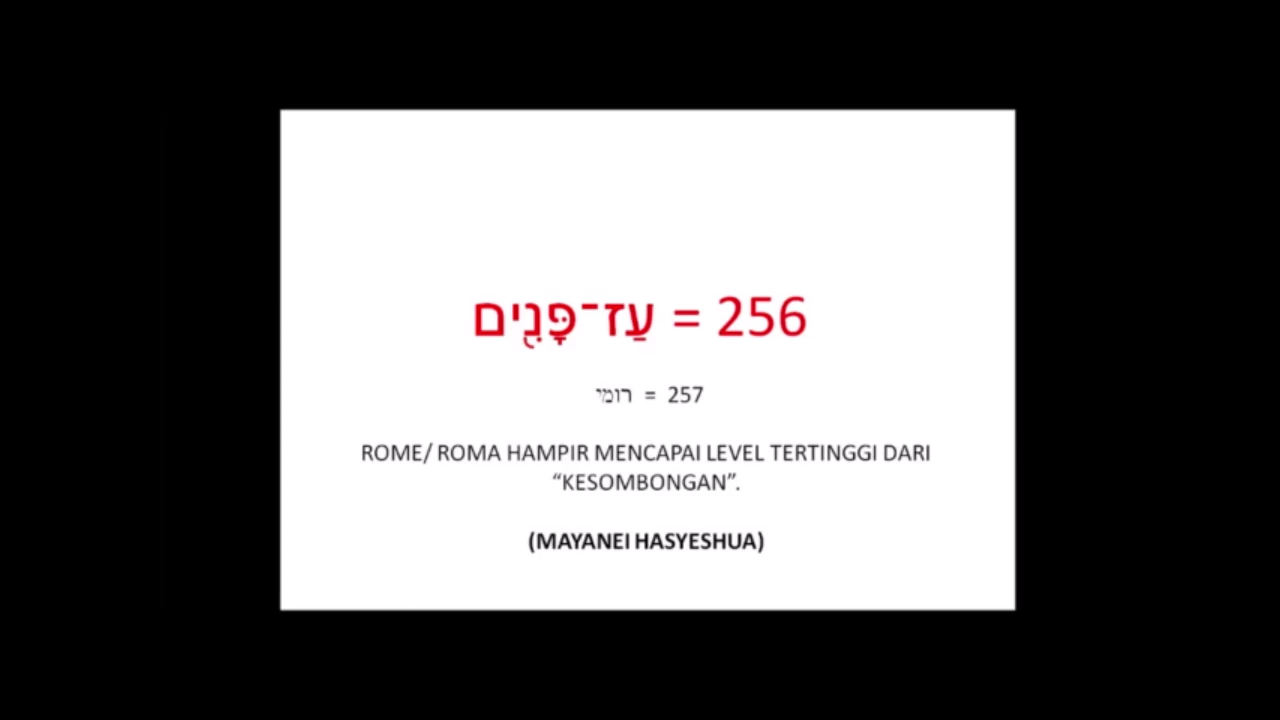 עַז־פָּנִ֖ים = 256
רומי = 257
ROME/ ROMA HAMPIR MENCAPAI LEVEL TERTINGGI DARI
“KESOMBONGAN”.
(MAYANEI HASYESHUA)